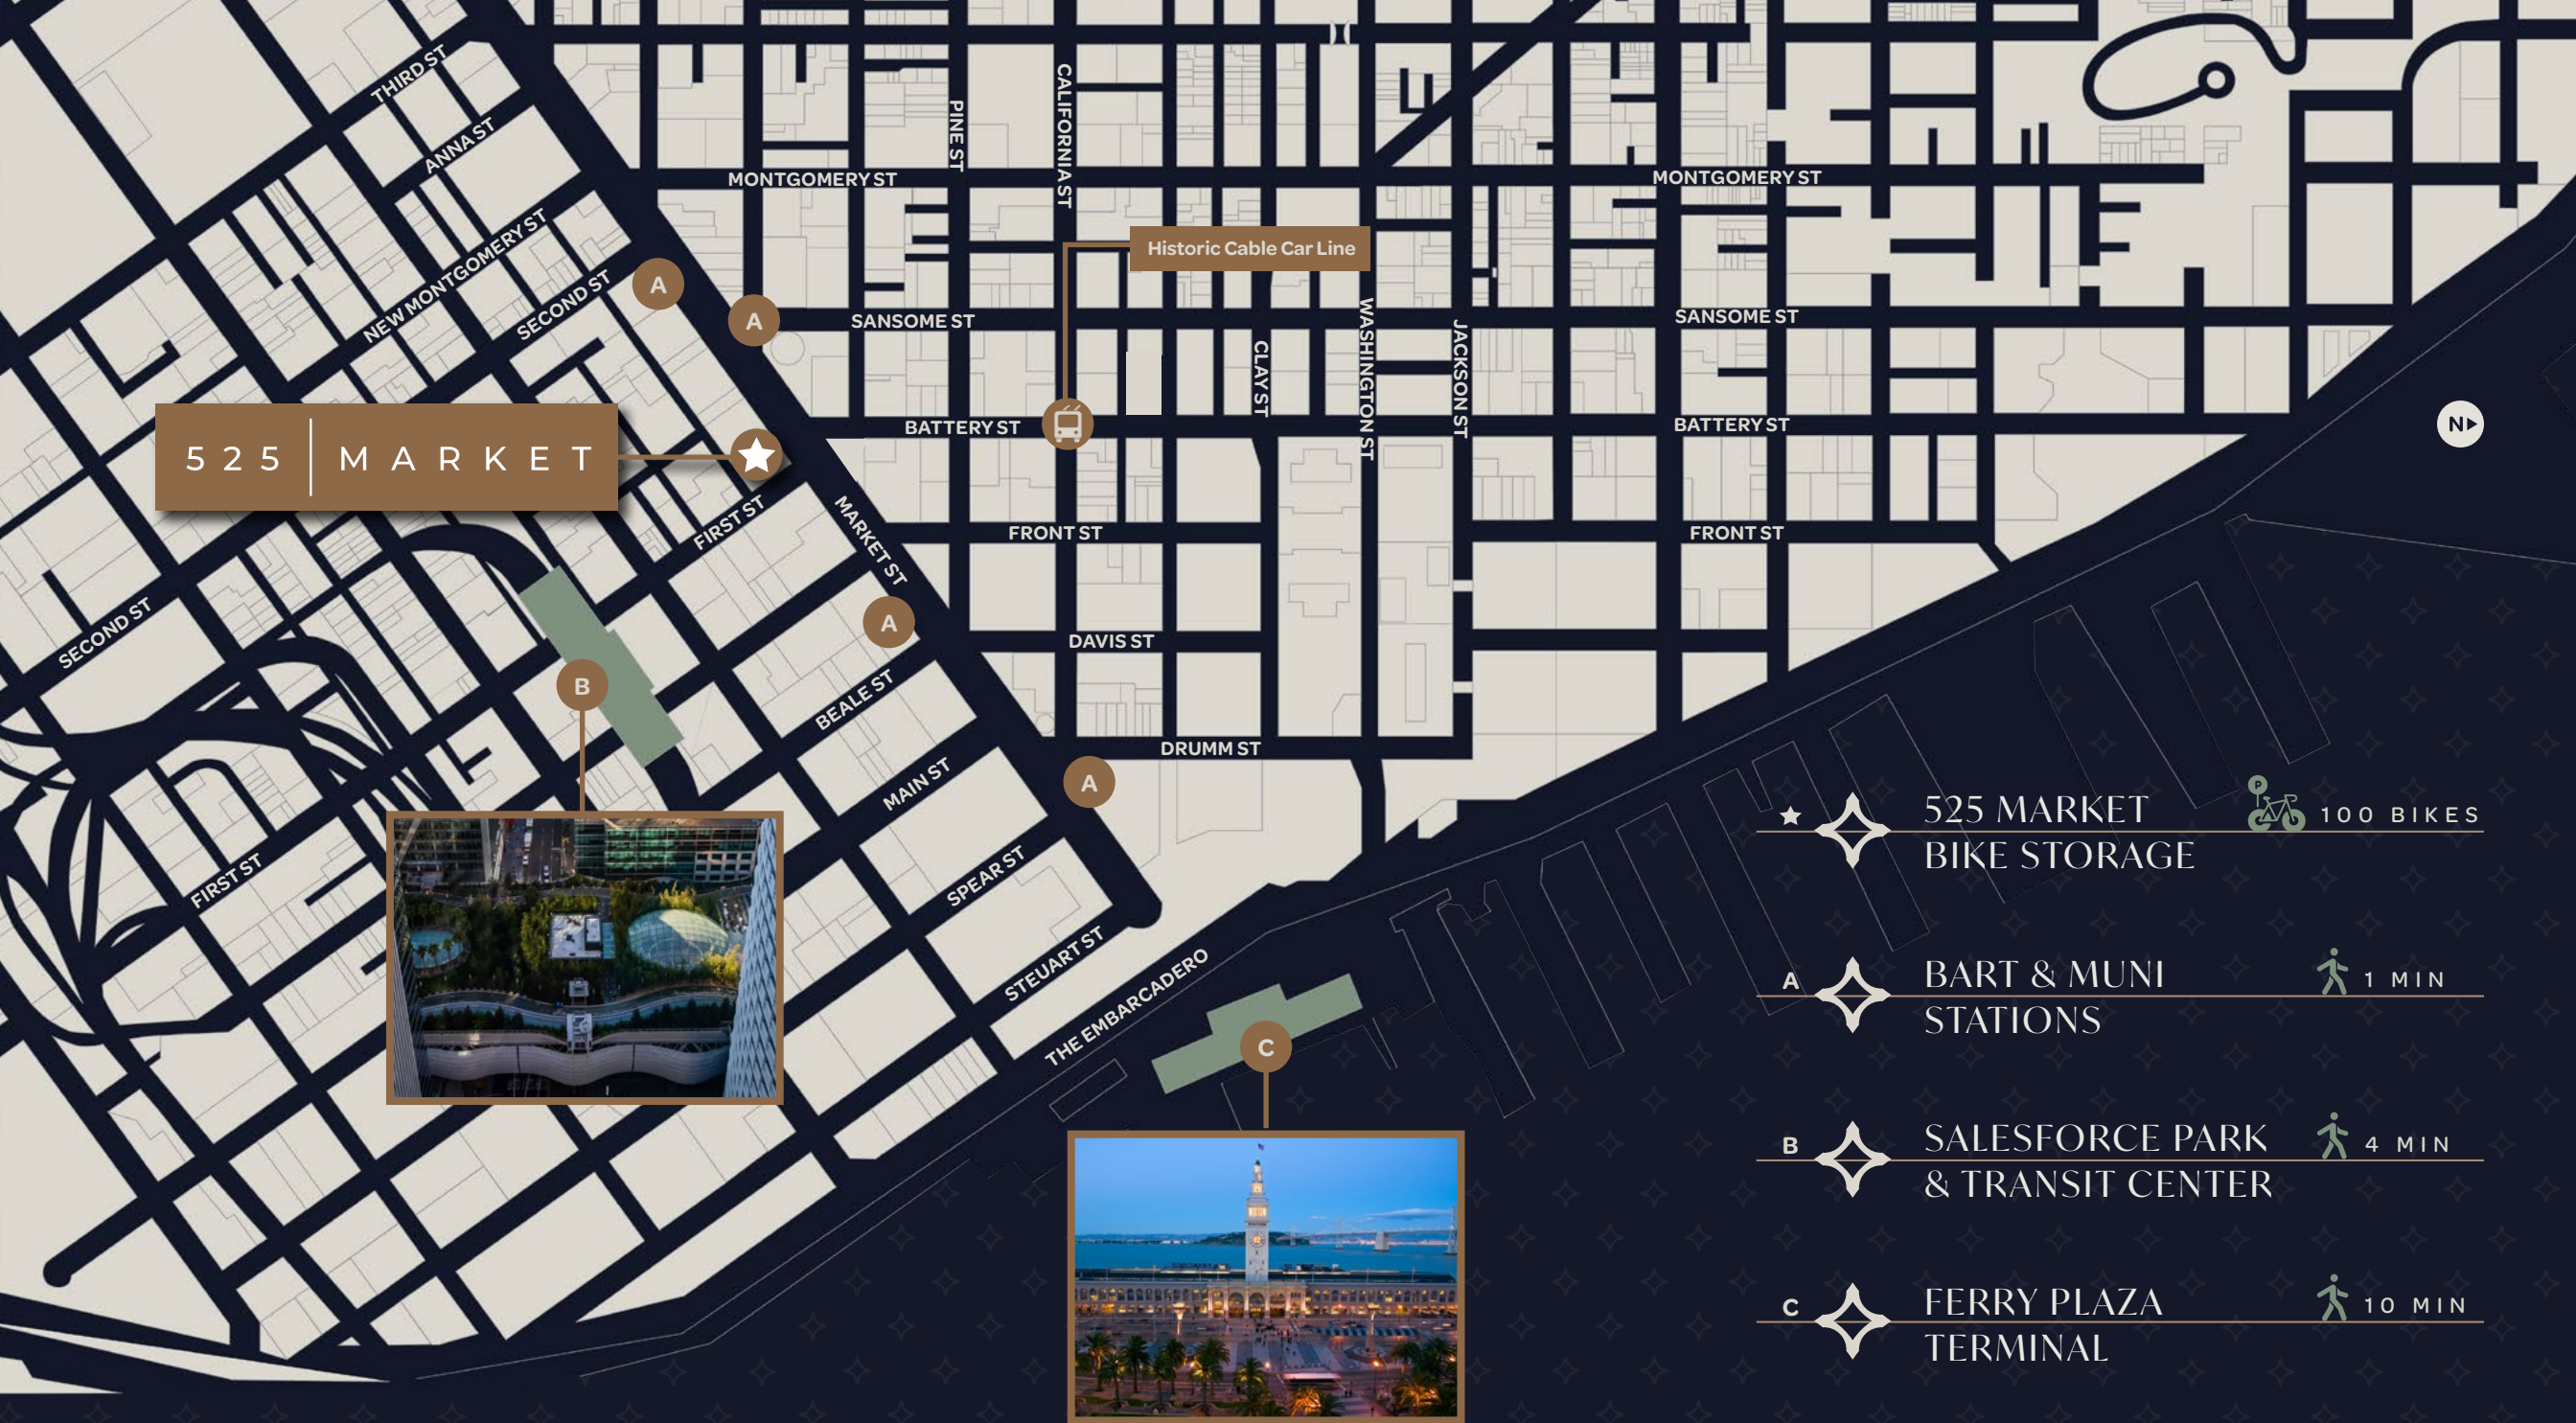 THIRD ST
ANNA ST
NEW MONTGOMERY ST
SECOND ST
MONTGOMERY ST
PINE ST
CALIFORNIA ST
MONTGOMERY ST
Historic Cable Car Line
A
A
SANSOME ST
SANSOME ST
CLAY ST
WASHINGTON ST
JACKSON ST
BATTERY ST
BATTERY ST
N
525 | MARKET
FIRST ST
MARKET ST
FRONT ST
FRONT ST
SECOND ST
A
DAVIS ST
B
BEALE ST
DRUMM ST
MAIN ST
A
FIRST ST
SPEAR ST
STEUART ST
THE EMBARCADERO
C
525 MARKET
BIKE STORAGE
P
100 BIKES
A
BART & MUNI
STATIONS
1 MIN
B
SALESFORCE PARK
& TRANSIT CENTER
4 MIN
C
FERRY PLAZA
TERMINAL
10 MIN